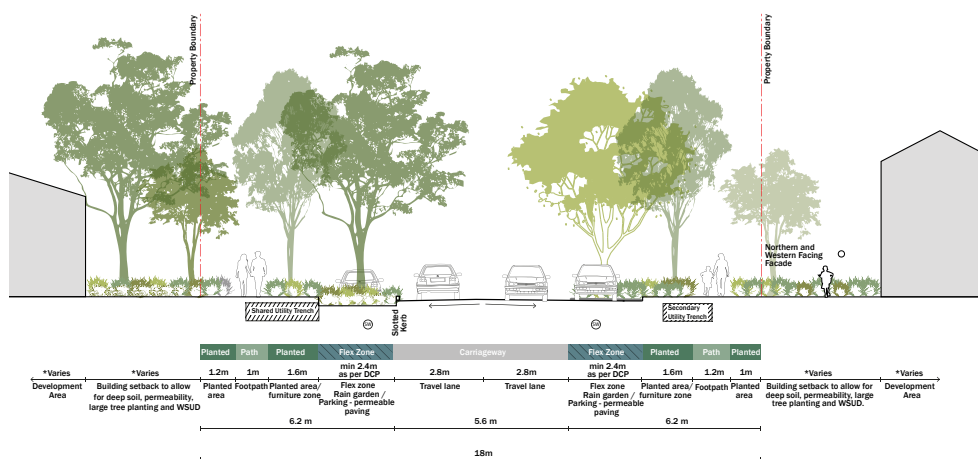 Property Boundary
Property Boundary
Northern and
Western Facing
Facade
Shared Utility Trench
Secondary
Utility Trench
SW
SW
Slotted
Kerb
Planted Path Planted Flex Zone Carriageway Flex Zone Planted Path Planted
*Varies *Varies 1.2m 1m 1.6m min 2.4m
as per DCP 2.8m 2.8m min 2.4m
as per DCP 1.6m 1.2m 1m *Varies *Varies
Development
Area
Building setback to allow
for deep soil, permeability,
large tree planting and WSUD
Planted
area
Footpath
Planted area/
furniture zone
Flex zone
Rain garden /
Parking - permeable
paving
Travel lane
Travel lane
Flex zone
Rain garden /
Parking - permeable
paving
Planted area/
furniture zone
Footpath
Planted
area
Building setback to allow for
deep soil, permeability, large
tree planting and WSUD.
Development
Area
6.2 m 5.6 m 6.2 m
18m